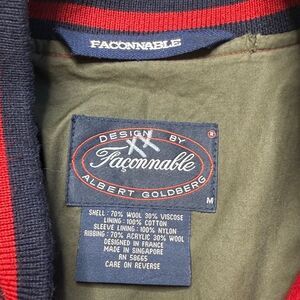 FACONNABLE
DESIGN BY
Façonnable
®
ALBERT GOLDBERG
M
SHELL: 70% WOOL 30% VISCOSE
LINING: 100% COTTON
SLEEVE LINING: 100% NYLON
RIBBING: 70% ACRYLIC 30% WOOL
DESIGNED IN FRANCE
MADE IN SINGAPORE
RN 58665
CARE ON REVERSE